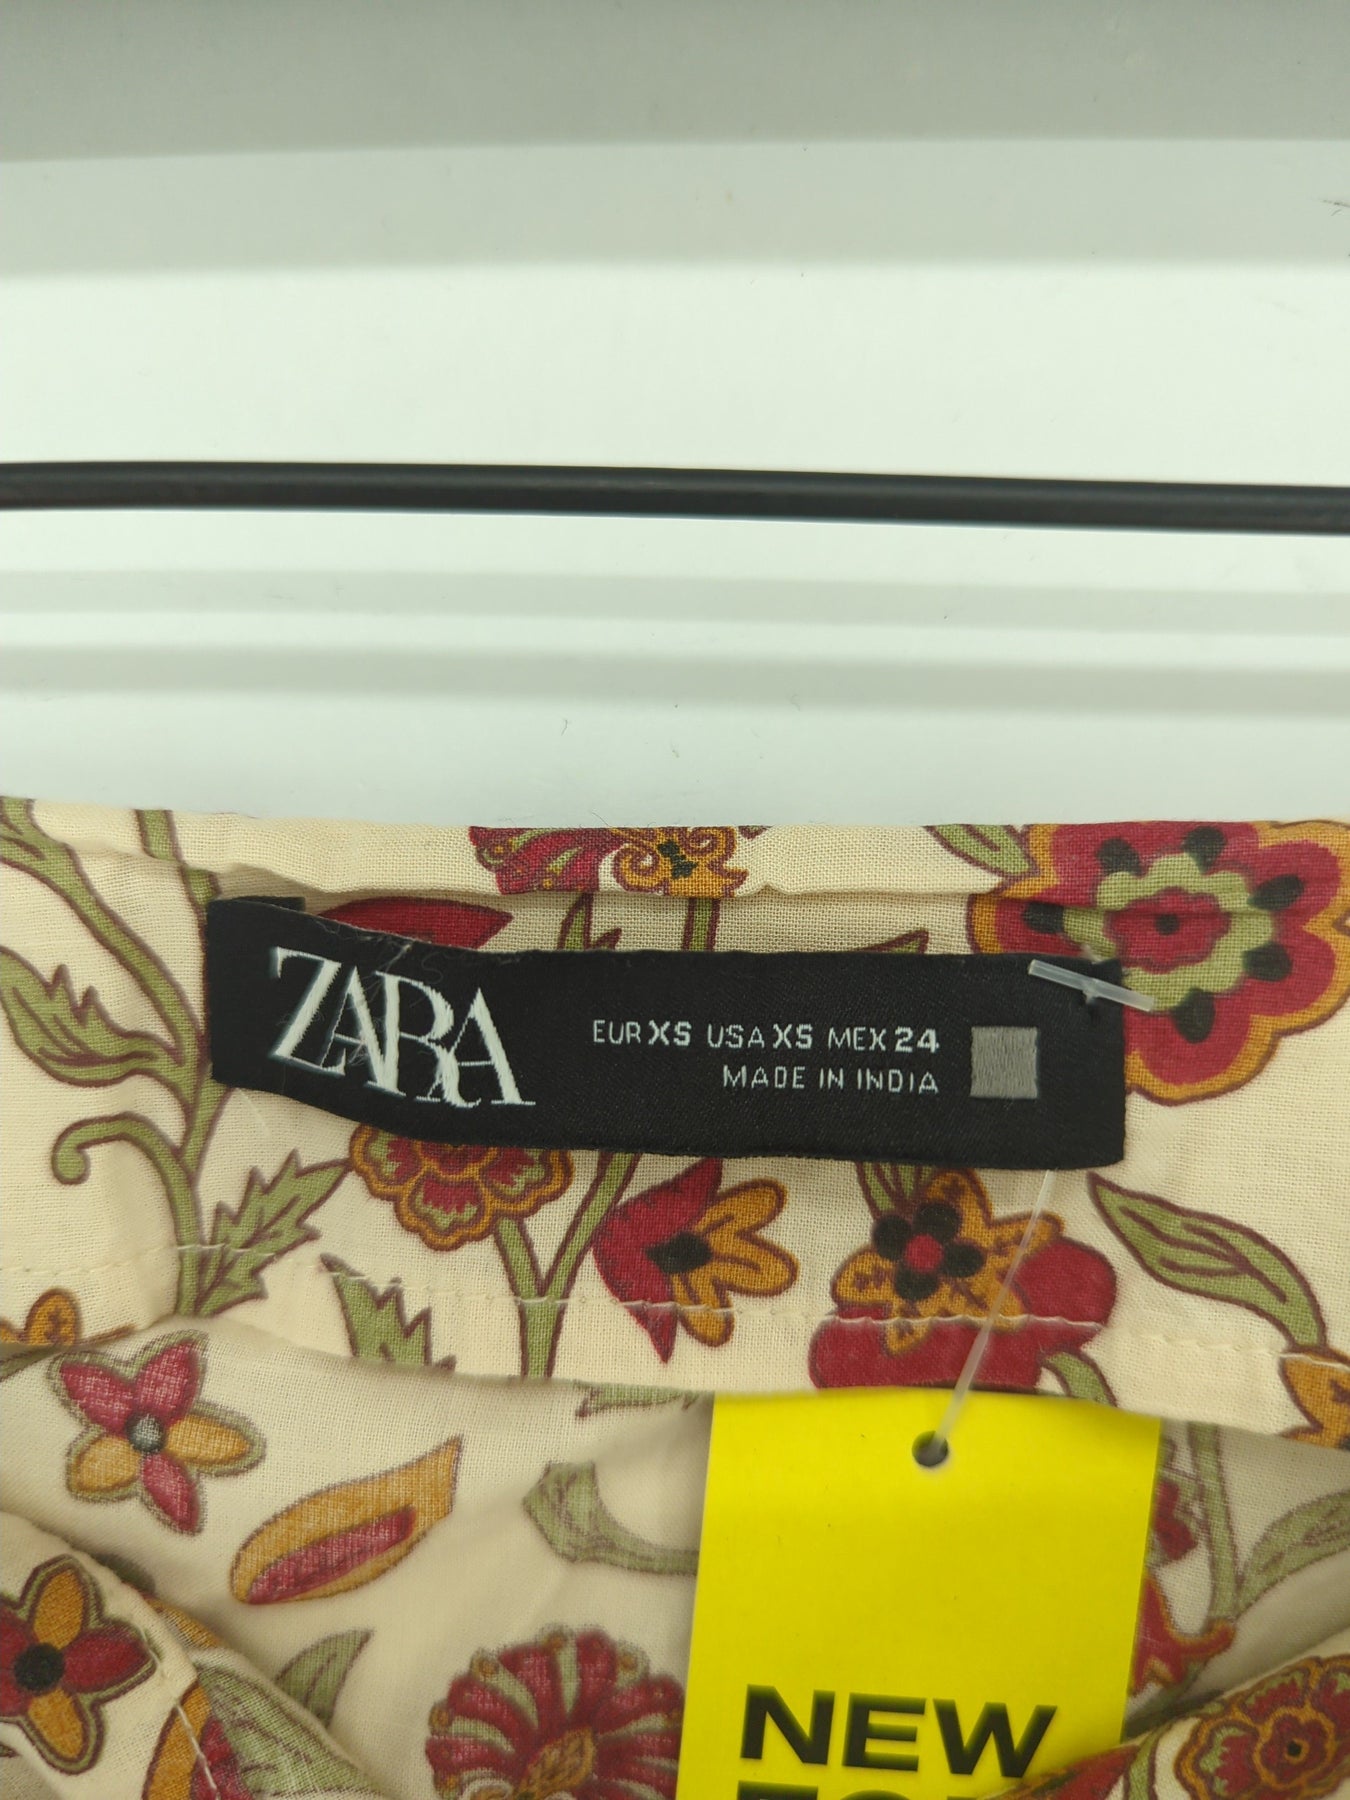 ZARA
EUR XS USA XS MEX 24
MADE IN INDIA
NEW